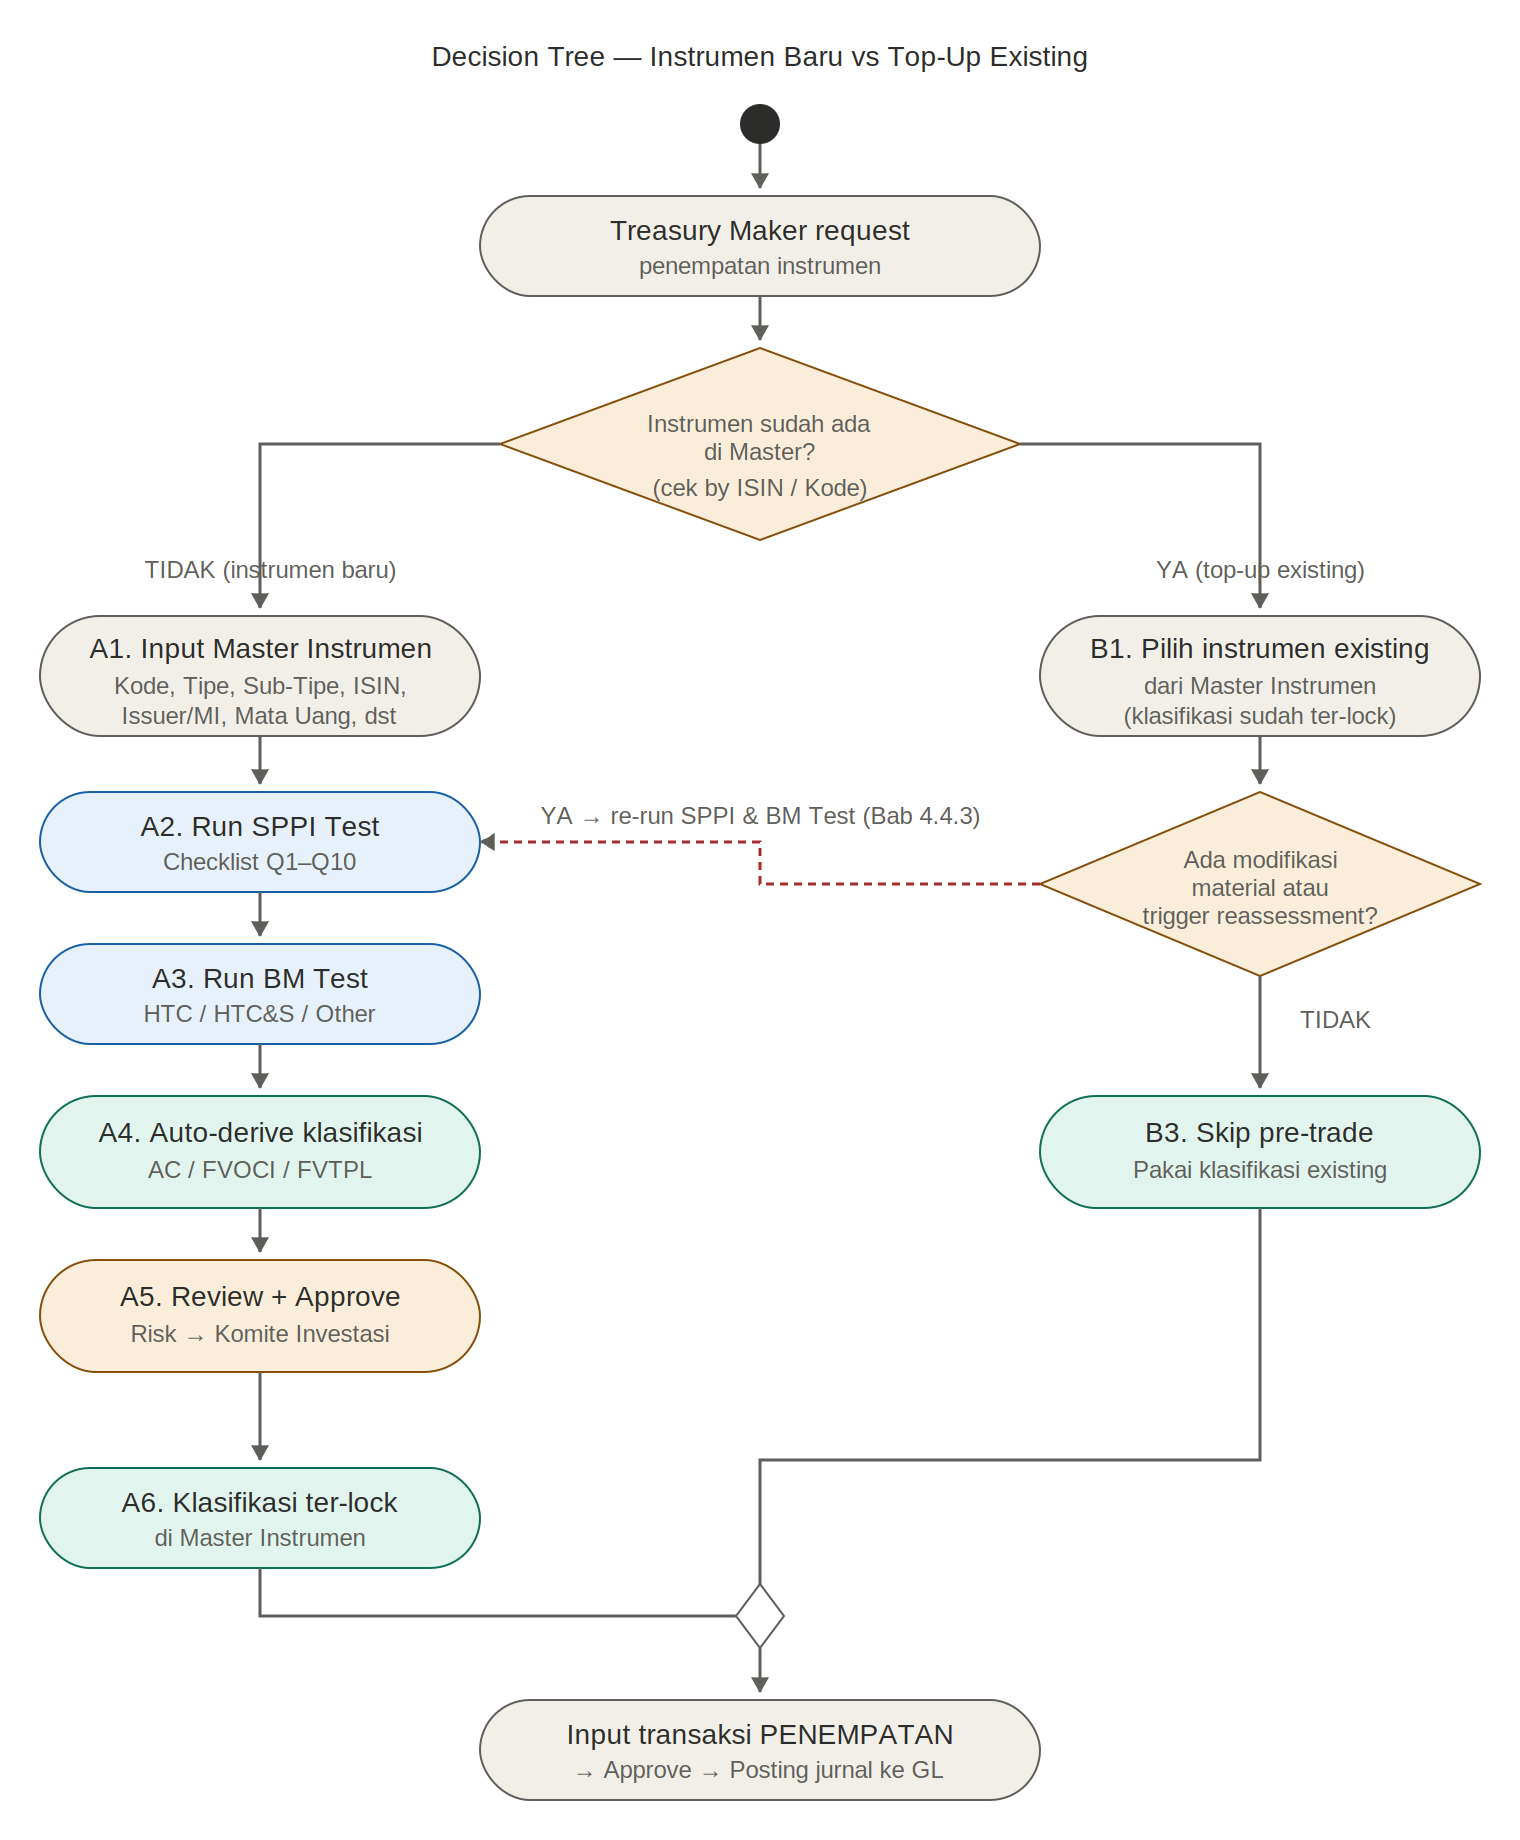 Decision Tree — Instrumen Baru vs Top-Up Existing
Treasury Maker request
penempatan instrumen
Instrumen sudah ada
di Master?
(cek by ISIN / Kode)
TIDAK (instrumen baru)
YA (top-up existing)
A1. Input Master Instrumen
Kode, Tipe, Sub-Tipe, ISIN,
Issuer/MI, Mata Uang, dst
B1. Pilih instrumen existing
dari Master Instrumen
(klasifikasi sudah ter-lock)
A2. Run SPPI Test
Checklist Q1–Q10
YA → re-run SPPI & BM Test (Bab 4.4.3)
Ada modifikasi
material atau
trigger reassessment?
A3. Run BM Test
HTC / HTC&S / Other
TIDAK
A4. Auto-derive klasifikasi
AC / FVOCI / FVTPL
B3. Skip pre-trade
Pakai klasifikasi existing
A5. Review + Approve
Risk → Komite Investasi
A6. Klasifikasi ter-lock
di Master Instrumen
Input transaksi PENEMPATAN
→ Approve → Posting jurnal ke GL